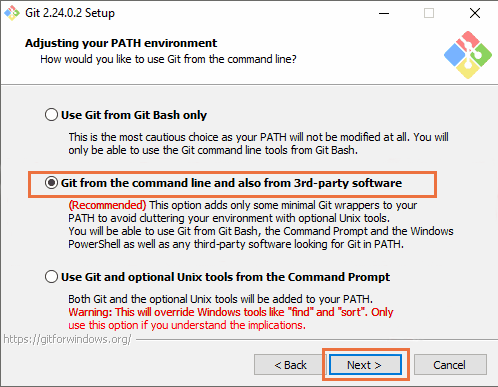 Git 2.24.0.2 Setup
Adjusting your PATH environment
How would you like to use Git from the command line?
Use Git from Git Bash only
This is the most cautious choice as your PATH will not be modified at all. You will
only be able to use the Git command line tools from Git Bash.
Git from the command line and also from 3rd-party software
(Recommended) This option adds only some minimal Git wrappers to your
PATH to avoid cluttering your environment with optional Unix tools.
You will be able to use Git from Git Bash, the Command Prompt and the Windows
PowerShell as well as any third-party software looking for Git in PATH.
Use Git and optional Unix tools from the Command Prompt
Both Git and the optional Unix tools will be added to your PATH.
Warning: This will override Windows tools like "find" and "sort". Only
use this option if you understand the implications.
https://gitforwindows.org/
< Back
Next >
Cancel